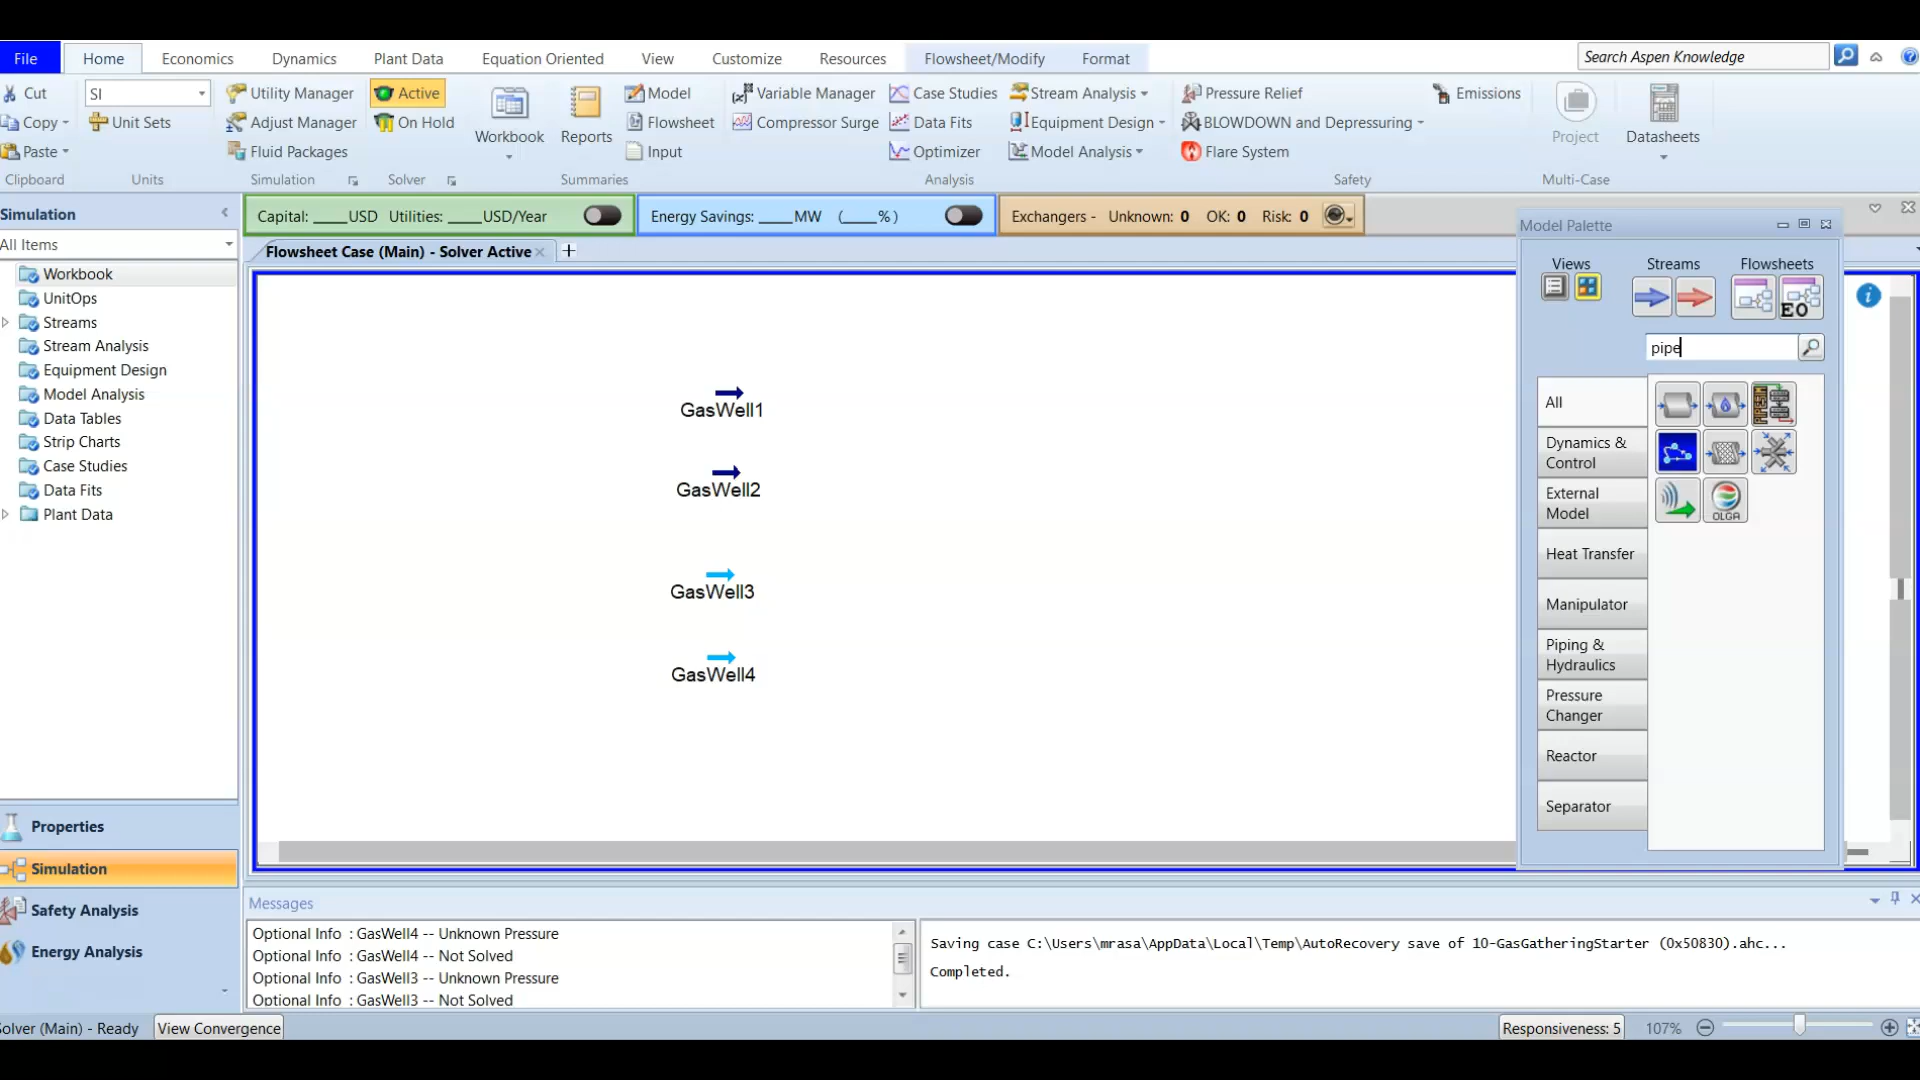 File
Home
Economics
Dynamics
Plant Data
Equation Oriented
View
Customize
Resources
Flowsheet/Modify
Format
Search Aspen Knowledge
Cut
Copy
Paste
Clipboard
SI
Unit Sets
Units
Utility Manager
Adjust Manager
Fluid Packages
Simulation
Active
On Hold
Solver
Workbook
Reports
Model
Flowsheet
Input
Summaries
Variable Manager
Compressor Surge
Case Studies
Data Fits
Optimizer
Stream Analysis
Equipment Design
Model Analysis
Analysis
Pressure Relief
BLOWDOWN and Depressuring
Flare System
Emissions
Safety
Project
Multi-Case
Datasheets
Capital: ____USD Utilities: ____USD/Year
Energy Savings: ____MW (____%)
Exchangers - Unknown: 0 OK: 0 Risk: 0
Simulation
All Items
Workbook
UnitOps
Streams
Stream Analysis
Equipment Design
Model Analysis
Data Tables
Strip Charts
Case Studies
Data Fits
Plant Data
Properties
Simulation
Safety Analysis
Energy Analysis
Flowsheet Case (Main) - Solver Active
GasWell1
GasWell2
GasWell3
GasWell4
Model Palette
Views
Streams
Flowsheets
EO
pipe
All
Dynamics &
Control
External
Model
Heat Transfer
Manipulator
Piping &
Hydraulics
Pressure
Changer
Reactor
Separator
OLGA
Messages
Optional Info : GasWell4 -- Unknown Pressure
Optional Info : GasWell4 -- Not Solved
Optional Info : GasWell3 -- Unknown Pressure
Optional Info : GasWell3 -- Not Solved
Saving case C:\Users\mrasa\AppData\Local\Temp\AutoRecovery save of 10-GasGatheringStarter (0x50830).ahc...
Completed.
Solver (Main) - Ready
View Convergence
Responsiveness: 5
107%